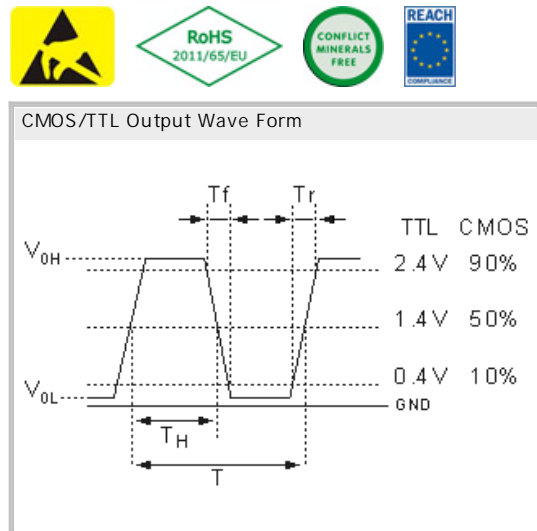 RoHS
2011/65/EU
CONFLICT
MINERALS
FREE
REACH
COMPLIANCE
CMOS/TTL Output Wave Form
Tf Tr
TTL CMOS
V0H 2.4V 90%
1.4V 50%
V0L 0.4V 10%
GND
TH
T